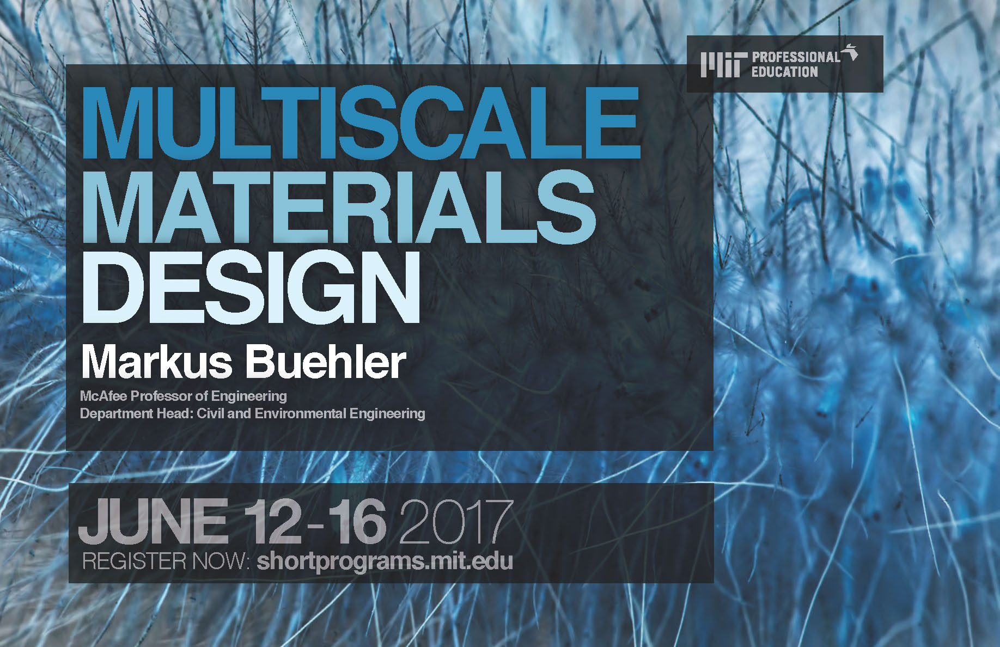 MIT PROFESSIONAL
EDUCATION
MULTISCALE
MATERIALS
DESIGN
Markus Buehler
McAfee Professor of Engineering
Department Head: Civil and Environmental Engineering
JUNE 12-16 2017
REGISTER NOW: shortprograms.mit.edu